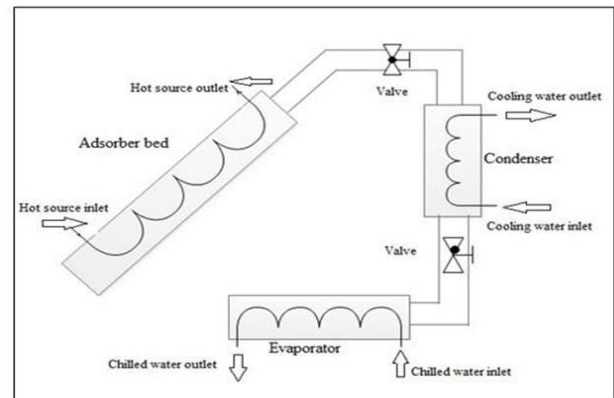 Hot source outlet
Valve
Cooling water outlet
Adsorber bed
Condenser
Hot source inlet
Cooling water inlet
Valve
Evaporator
Chilled water outlet
Chilled water inlet